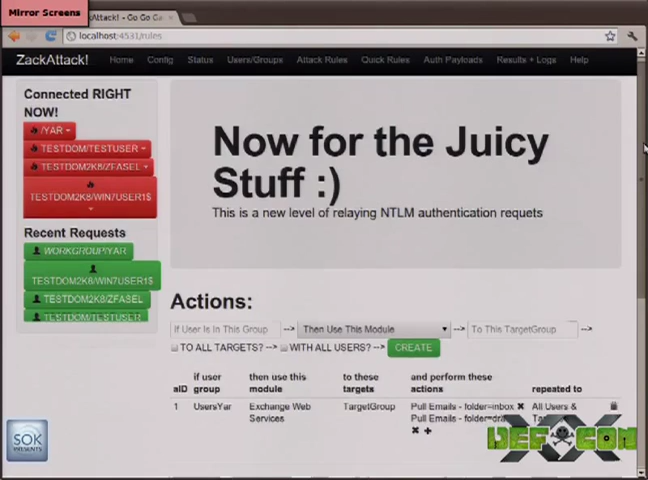 Mirror Screens
ckAttack! - Go Go Ga
localhost:4531/rules
ZackAttack! Home Config Status Users/Groups Attack Rules Quick Rules Auth Payloads Results + Logs Help
Connected RIGHT
NOW!
/YAR
TESTDOM/TESTUSER
TESTDOM2K8/ZFASEL
TESTDOM2K8/WIN7USER1$
Recent Requests
WORKGROUP/YAR
TESTDOM2K8/WIN7USER1$
TESTDOM2K8/ZFASEL
TESTDOM/TESTUSER
Now for the Juicy
Stuff :)
This is a new level of relaying NTLM authentication requets
Actions:
If User Is In This Group --> Then Use This Module --> To This TargetGroup -->
TO ALL TARGETS? --> WITH ALL USERS? --> CREATE
aID if user group then use this module to these targets and perform these actions repeated to
1 UsersYar Exchange Web Services TargetGroup Pull Emails - folder=inbox All Users &
Pull Emails - folder=dra
SOK
PRESENTS
XX
DEFCON